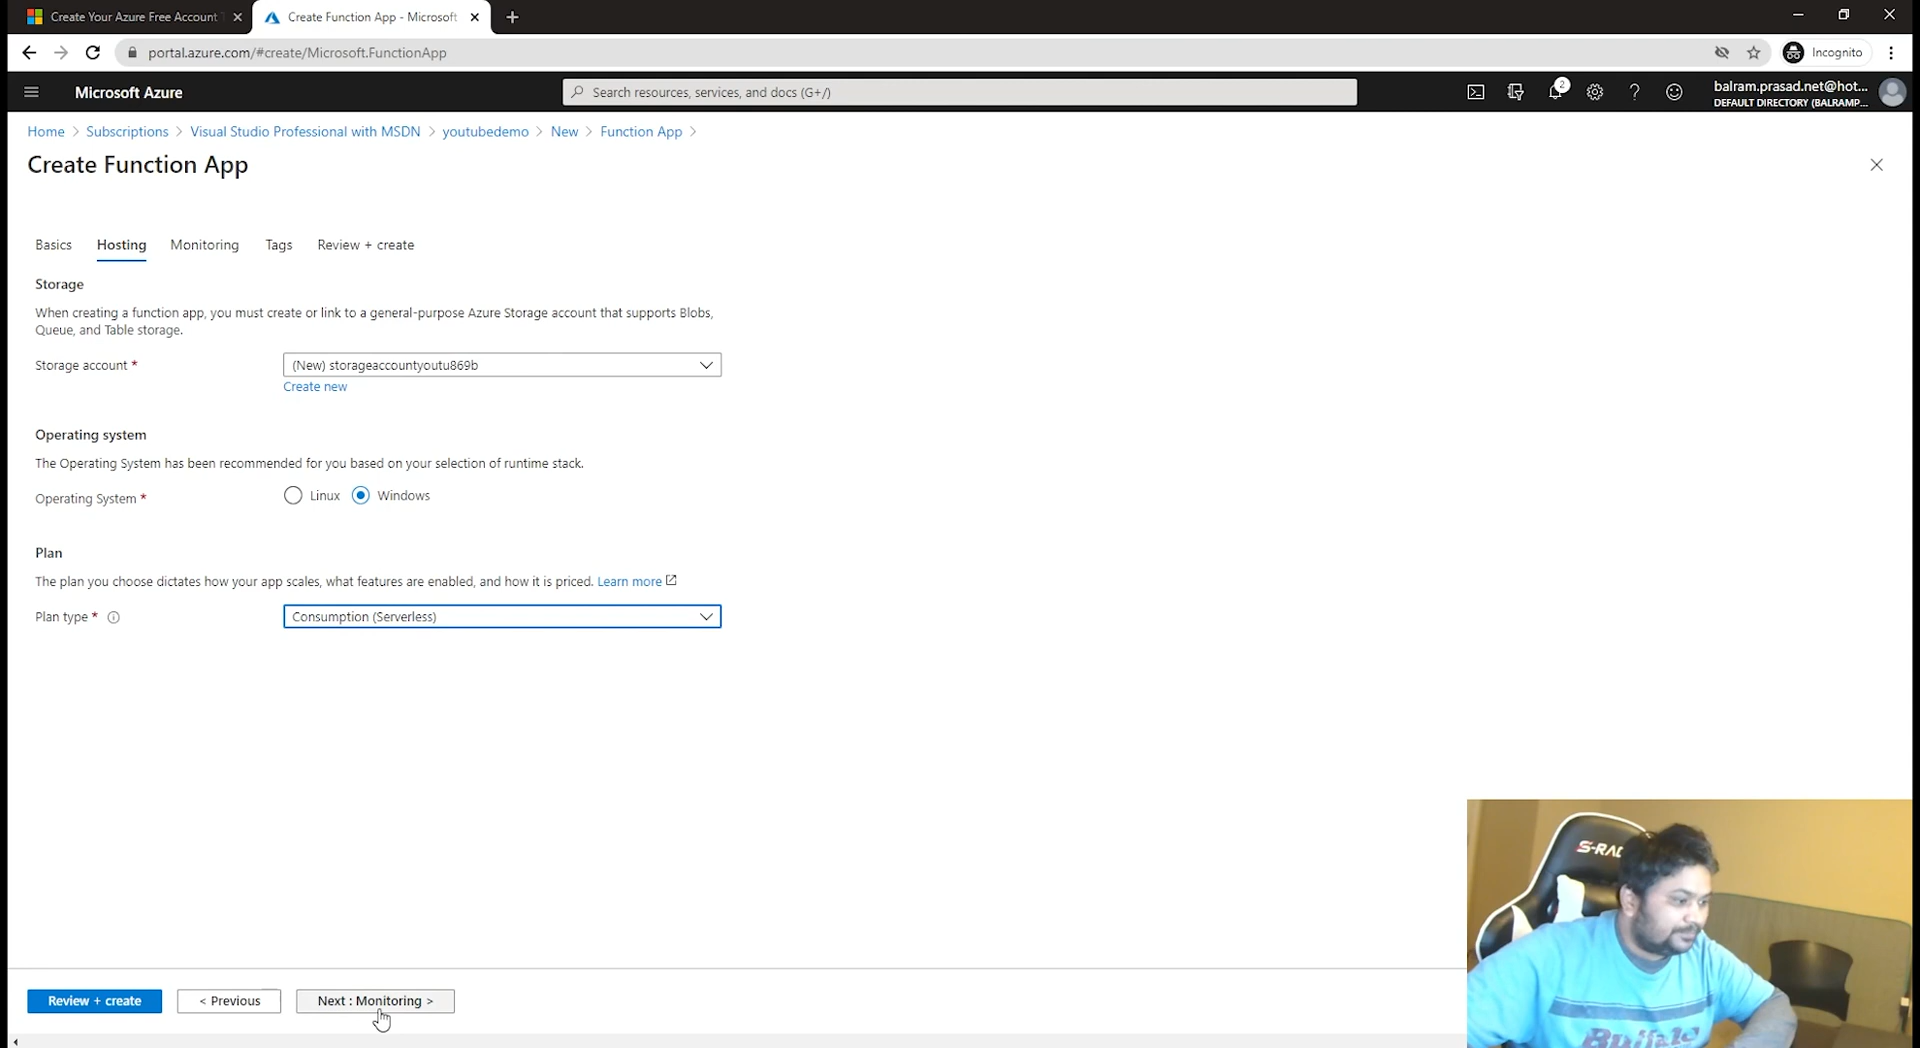 Create Your Azure Free Account
Create Function App - Microsoft
portal.azure.com/#create/Microsoft.FunctionApp
Incognito
Microsoft Azure
Search resources, services, and docs (G+/)
2
balram.prasad.net@hot...
DEFAULT DIRECTORY (BALRAMP...
Home > Subscriptions > Visual Studio Professional with MSDN > youtubedemo > New > Function App >
Create Function App
Basics Hosting Monitoring Tags Review + create
Storage
When creating a function app, you must create or link to a general-purpose Azure Storage account that supports Blobs,
Queue, and Table storage.
Storage account *
(New) storageaccountyoutu869b
Create new
Operating system
The Operating System has been recommended for you based on your selection of runtime stack.
Operating System *
Linux Windows
Plan
The plan you choose dictates how your app scales, what features are enabled, and how it is priced. Learn more
Plan type *
Consumption (Serverless)
Review + create
< Previous
Next : Monitoring >
Buffalo